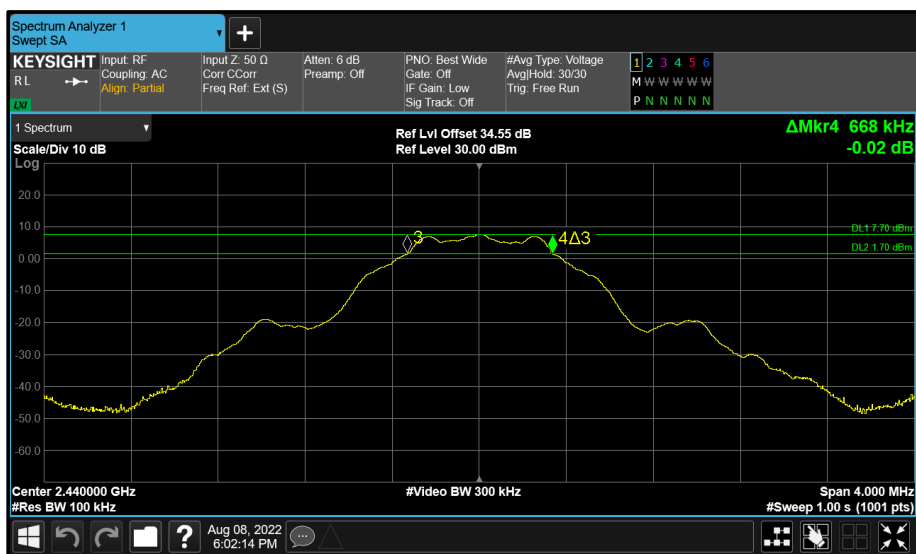 Spectrum Analyzer 1
Swept SA
+
KEYSIGHT
R L
LXI
Input: RF
Coupling: AC
Align: Partial
Input Z: 50 Ω
Corr CCorr
Freq Ref: Ext (S)
Atten: 6 dB
Preamp: Off
PNO: Best Wide
Gate: Off
IF Gain: Low
Sig Track: Off
#Avg Type: Voltage
Avg|Hold: 30/30
Trig: Free Run
1 2 3 4 5 6
M W W W W W
P N N N N N
1 Spectrum
Scale/Div 10 dB
Ref Lvl Offset 34.55 dB
Ref Level 30.00 dBm
ΔMkr4 668 kHz
-0.02 dB
Log
20.0
10.0
0.00
-10.0
-20.0
-30.0
-40.0
-50.0
-60.0
3
4Δ3
DL1 7.70 dBm
DL2 1.70 dBm
Center 2.440000 GHz
#Res BW 100 kHz
#Video BW 300 kHz
Span 4.000 MHz
#Sweep 1.00 s (1001 pts)
?
Aug 08, 2022
6:02:14 PM